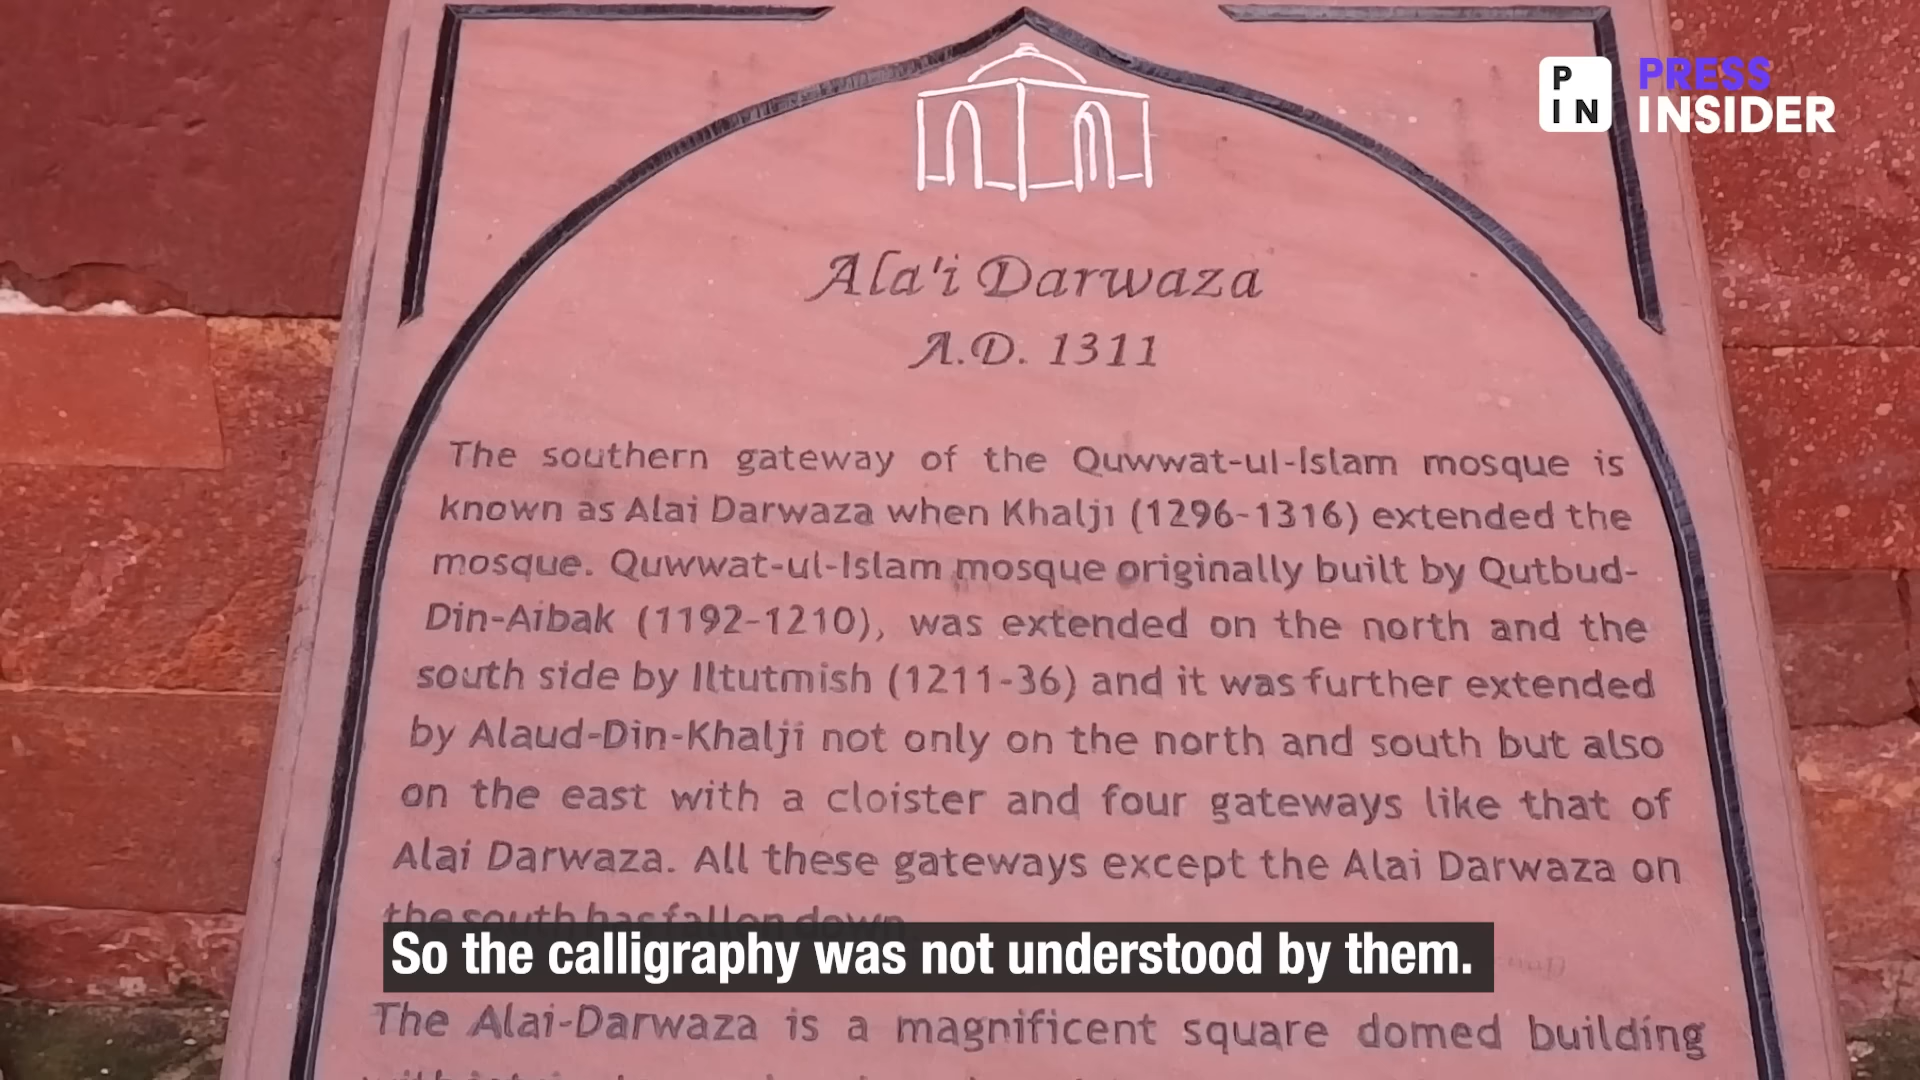 P
IN
PRESS
INSIDER
Ala'i Darwaza
A.D. 1311
The southern gateway of the Quwwat-ul-Islam mosque is
known as Alai Darwaza when Khalji (1296-1316) extended the
mosque. Quwwat-ul-Islam mosque originally built by Qutbud-
Din-Aibak (1192-1210), was extended on the north and the
south side by Iltutmish (1211-36) and it was further extended
by Alaud-Din-Khalji not only on the north and south but also
on the east with a cloister and four gateways like that of
Alai Darwaza. All these gateways except the Alai Darwaza on
the south has fallen down
So the calligraphy was not understood by them.
The Alai-Darwaza is a magnificent square domed building